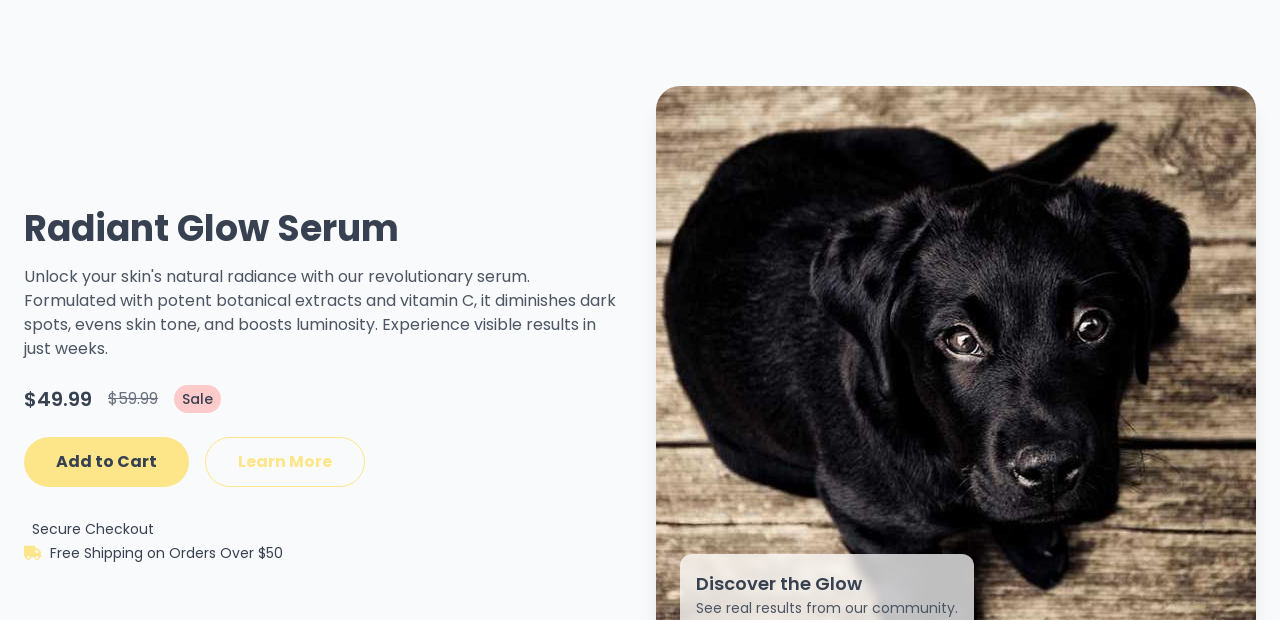 Radiant Glow Serum
Unlock your skin's natural radiance with our revolutionary serum.
Formulated with potent botanical extracts and vitamin C, it diminishes dark
spots, evens skin tone, and boosts luminosity. Experience visible results in
just weeks.
$49.99 $59.99 Sale
Add to Cart Learn More
Secure Checkout
Free Shipping on Orders Over $50
Discover the Glow
See real results from our community.